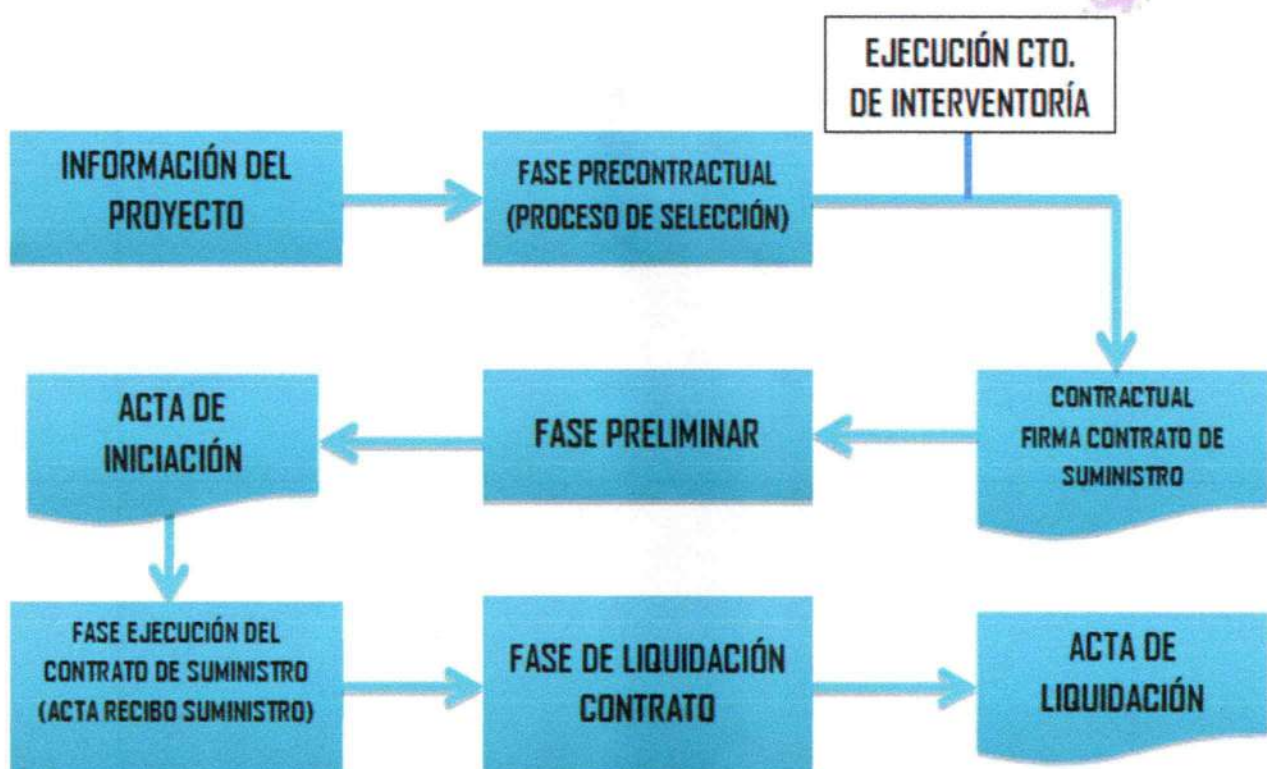 EJECUCIÓN CTO.
DE INTERVENTORÍA
INFORMACIÓN DEL
PROYECTO
FASE PRECONTRACTUAL
(PROCESO DE SELECCIÓN)
ACTA DE
INICIACIÓN
FASE PRELIMINAR
CONTRACTUAL
FIRMA CONTRATO DE
SUMINISTRO
FASE EJECUCIÓN DEL
CONTRATO DE SUMINISTRO
(ACTA RECIBO SUMINISTRO)
FASE DE LIQUIDACIÓN
CONTRATO
ACTA DE
LIQUIDACIÓN